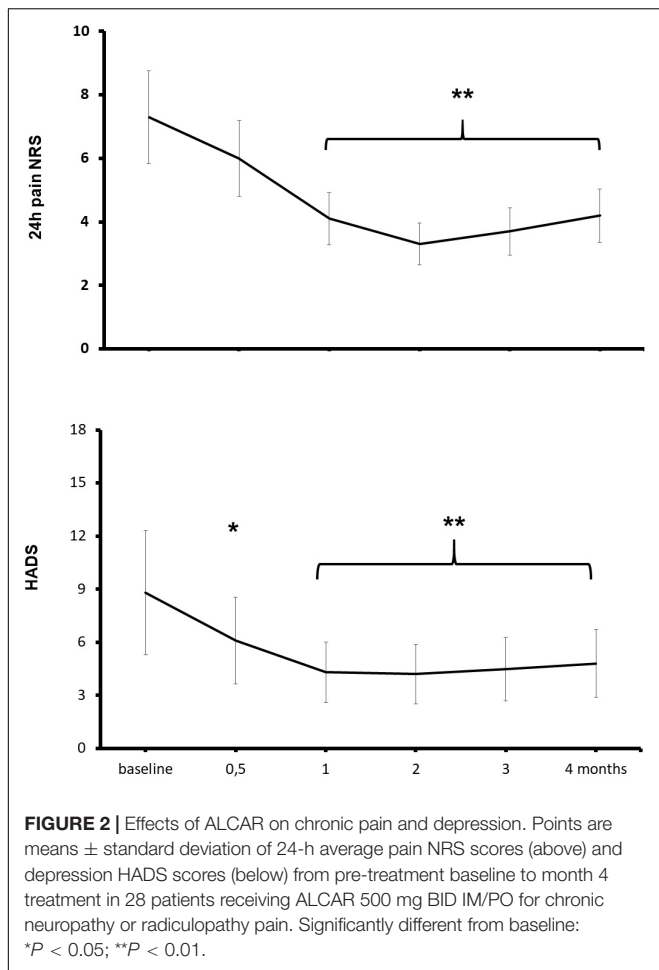 10
**
8
6
24h pain NRS
4
2
0
18
15
**
*
12
HADS
9
6
3
0
baseline 0,5 1 2 3 4 months
FIGURE 2 | Effects of ALCAR on chronic pain and depression. Points are
means ± standard deviation of 24-h average pain NRS scores (above) and
depression HADS scores (below) from pre-treatment baseline to month 4
treatment in 28 patients receiving ALCAR 500 mg BID IM/PO for chronic
neuropathy or radiculopathy pain. Significantly different from baseline:
*P < 0.05; **P < 0.01.